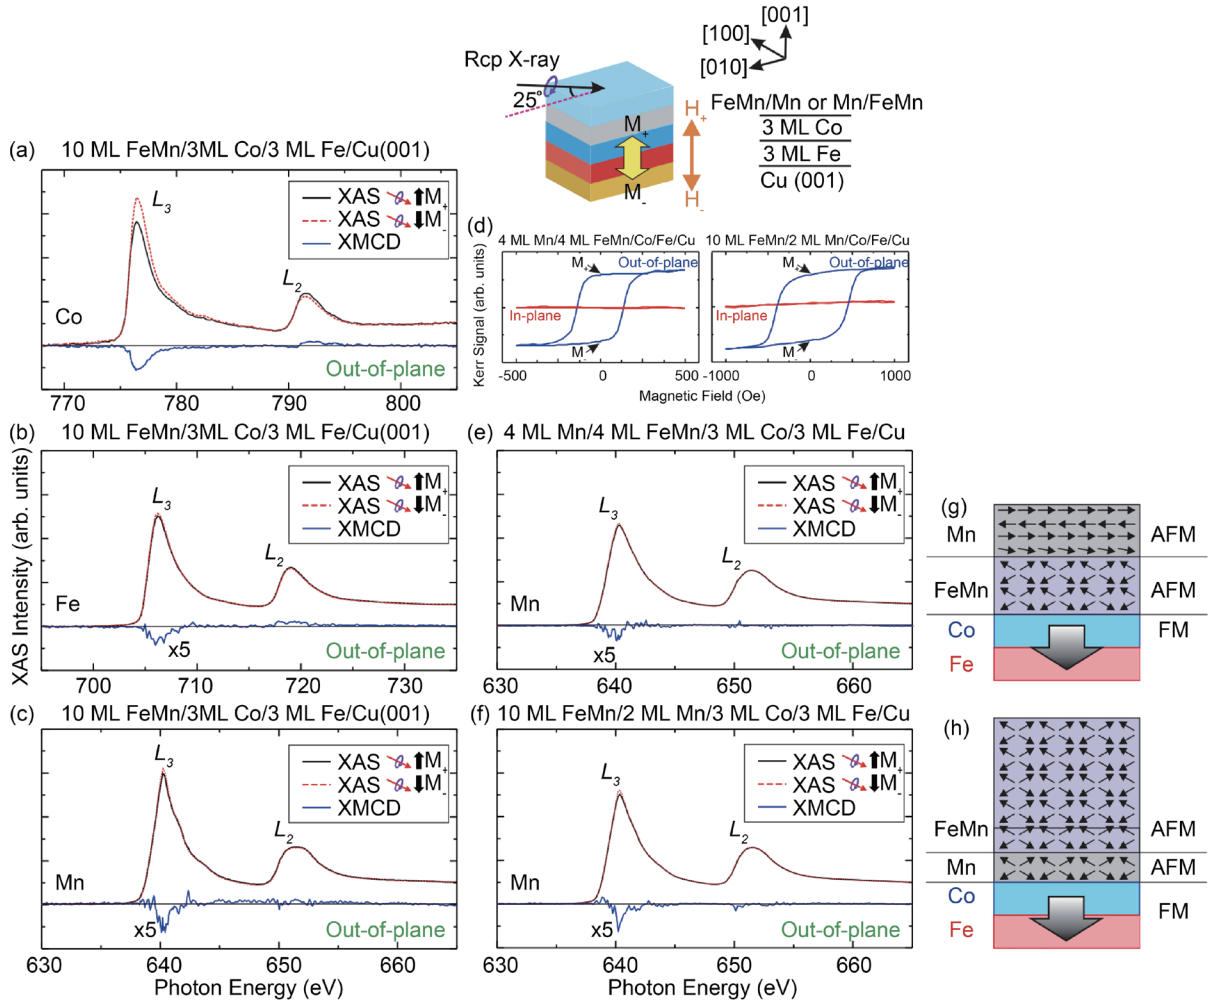 [001]
[100]
[010]
Rcp X-ray
25°
M+
M-
H+
H-
FeMn/Mn or Mn/FeMn
3 ML Co
3 ML Fe
Cu (001)
(a)
10 ML FeMn/3ML Co/3 ML Fe/Cu(001)
L3
L2
XAS M+
XAS M-
XMCD
Co
Out-of-plane
770 780 790 800
(d)
4 ML Mn/4 ML FeMn/Co/Fe/Cu
M+
Out-of-plane
In-plane
M-
-500 0 500
10 ML FeMn/2 ML Mn/Co/Fe/Cu
M+
Out-of-plane
In-plane
M-
-1000 0 1000
Kerr Signal (arb. units)
Magnetic Field (Oe)
(b)
10 ML FeMn/3ML Co/3 ML Fe/Cu(001)
L3
L2
XAS M+
XAS M-
XMCD
Fe
x5
Out-of-plane
700 710 720 730
XAS Intensity (arb. units)
(e)
4 ML Mn/4 ML FeMn/3 ML Co/3 ML Fe/Cu
L3
L2
XAS M+
XAS M-
XMCD
Mn
x5
Out-of-plane
630 640 650 660
(g)
Mn AFM
FeMn AFM
Co FM
Fe
(c)
10 ML FeMn/3ML Co/3 ML Fe/Cu(001)
L3
L2
XAS M+
XAS M-
XMCD
Mn
x5
Out-of-plane
630 640 650 660
Photon Energy (eV)
(f)
10 ML FeMn/2 ML Mn/3 ML Co/3 ML Fe/Cu
L3
L2
XAS M+
XAS M-
XMCD
Mn
x5
Out-of-plane
630 640 650 660
Photon Energy (eV)
(h)
FeMn AFM
Mn AFM
Co
FM
Fe